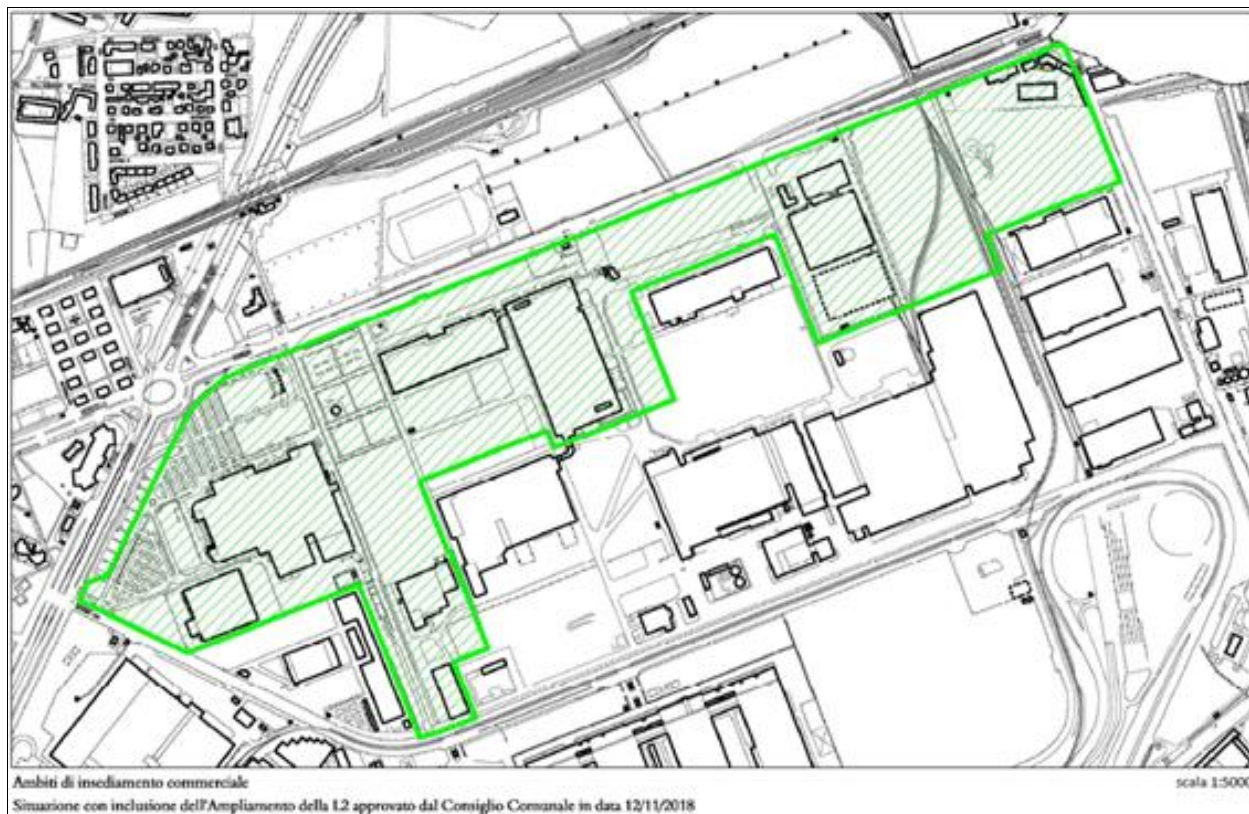 Ambiti di insediamento commerciale
scala 1:5000
Situazione con inclusione dell'Ampliamento della L2 approvato dal Consiglio Comunale in data 12/11/2018